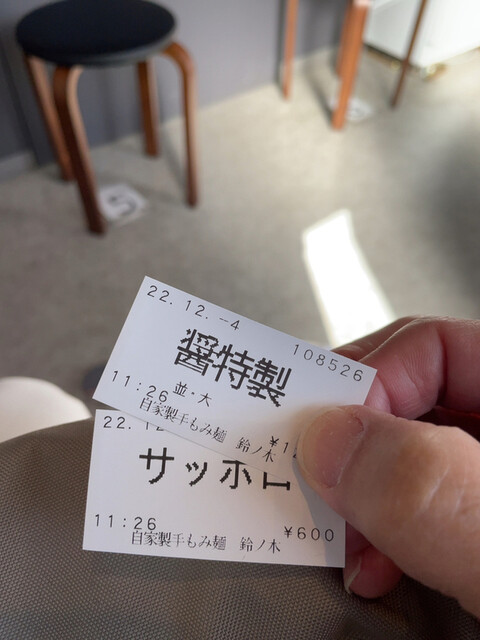 22.12.-4
108526
醤特製
11:26 並・大
自家製手もみ麺 鈴ノ木
¥1,
22.12
サッポロ
11:26
¥600
自家製手もみ麺 鈴ノ木